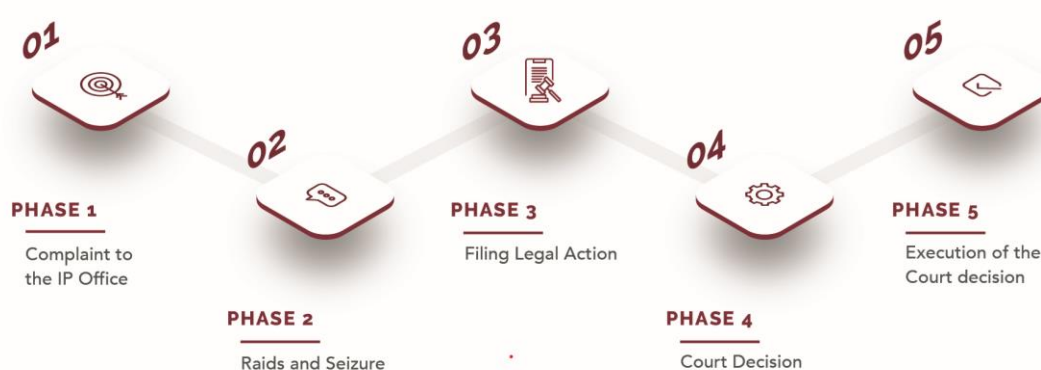 01
PHASE 1
Complaint to
the IP Office
02
PHASE 2
Raids and Seizure
03
PHASE 3
Filing Legal Action
04
PHASE 4
Court Decision
05
PHASE 5
Execution of the
Court decision